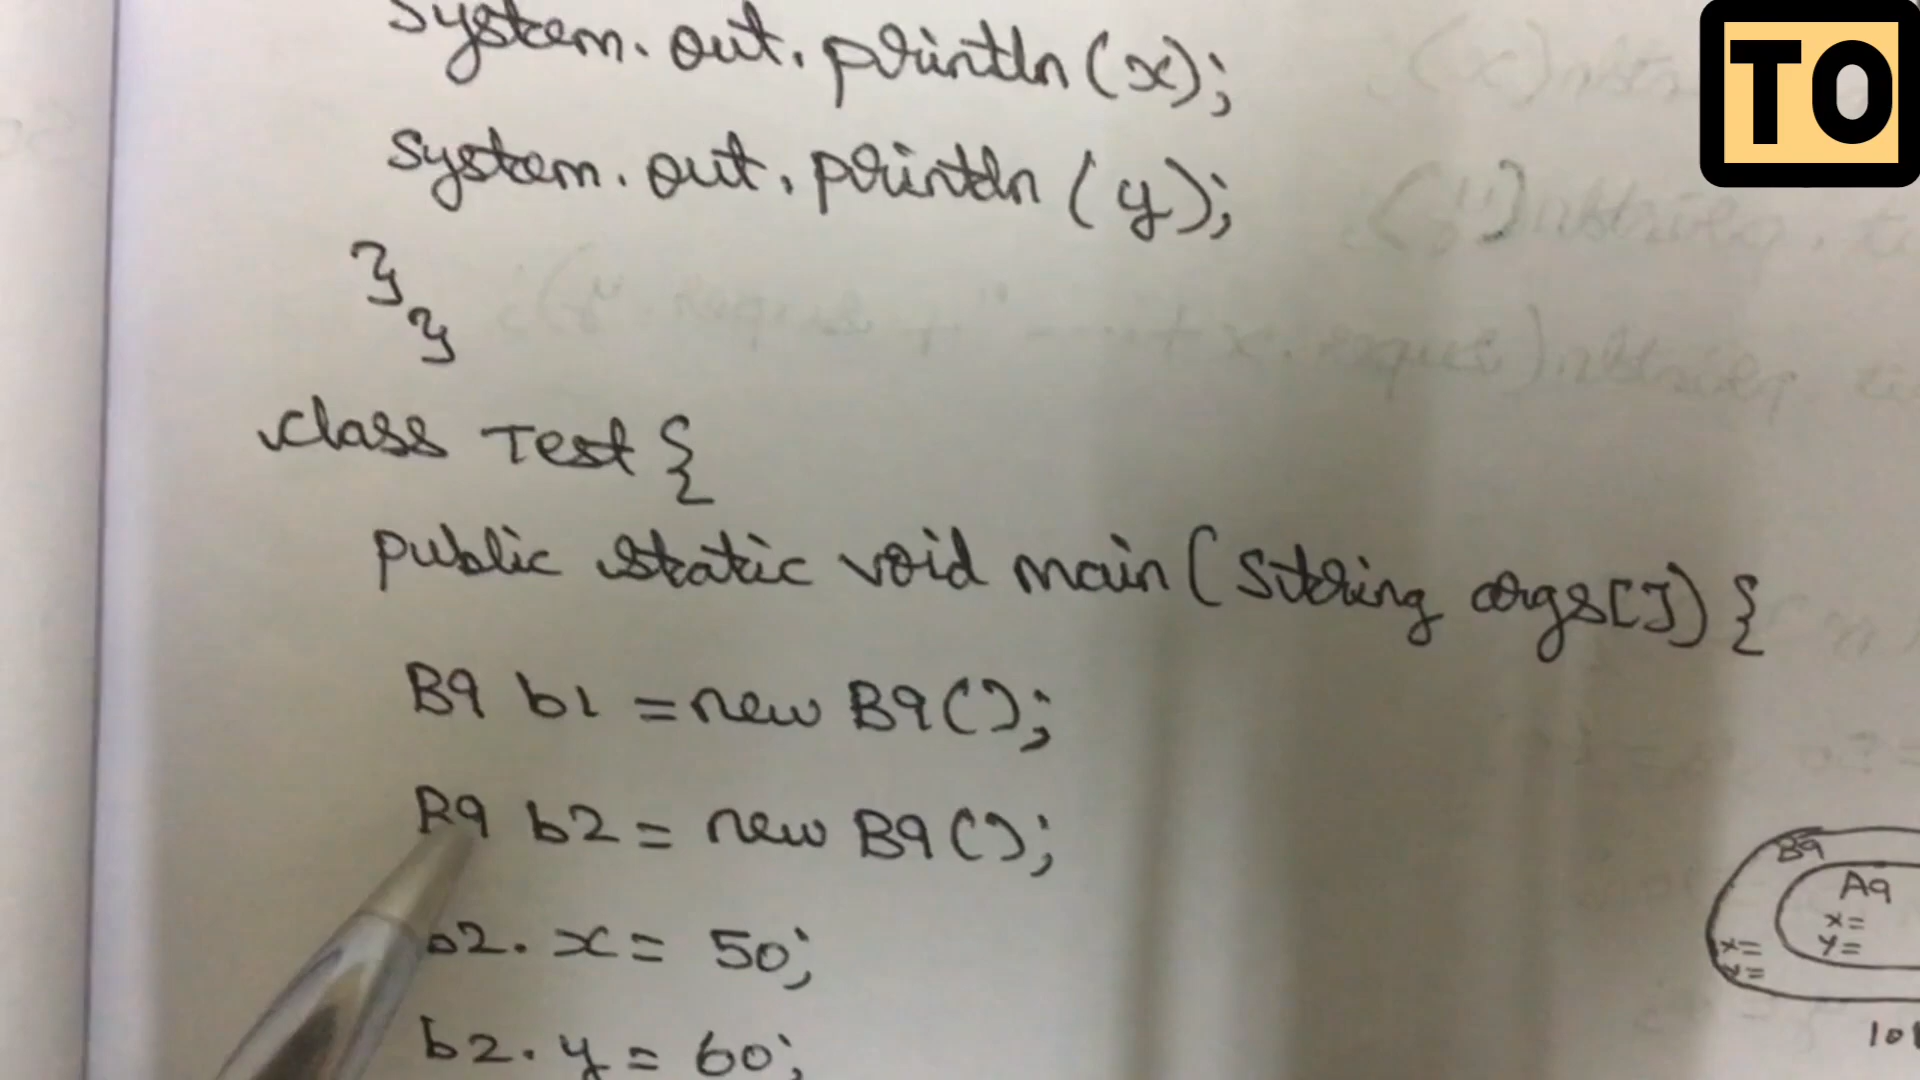 System.out.println(x);
TO
System.out.println(y);
}
}
class Test {
public static void main(String args[]) {
B9 b1 = new B9();
B9 b2 = new B9();
b2.x = 50;
b2.y = 60;
B9
A9
x=
y=
x=
y=